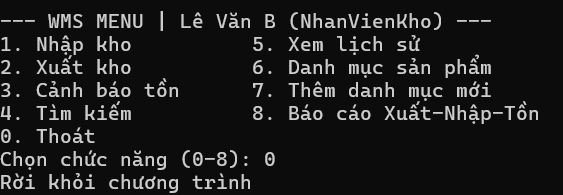 --- WMS MENU | Lê Văn B (NhanVienKho) ---
1. Nhập kho          5. Xem lịch sử
2. Xuất kho          6. Danh mục sản phẩm
3. Cảnh báo tồn      7. Thêm danh mục mới
4. Tìm kiếm          8. Báo cáo Xuất-Nhập-Tồn
0. Thoát
Chọn chức năng (0-8): 0
Rời khỏi chương trình